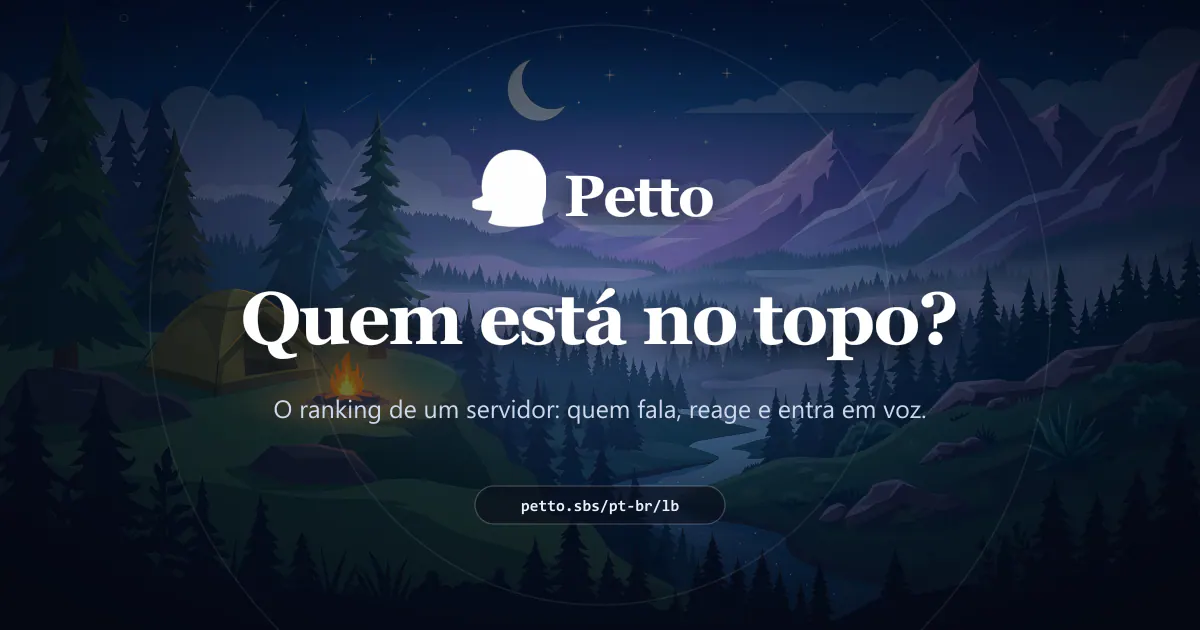 Petto
Quem está no topo?
O ranking de um servidor: quem fala, reage e entra em voz.
petto.sbs/pt-br/lb